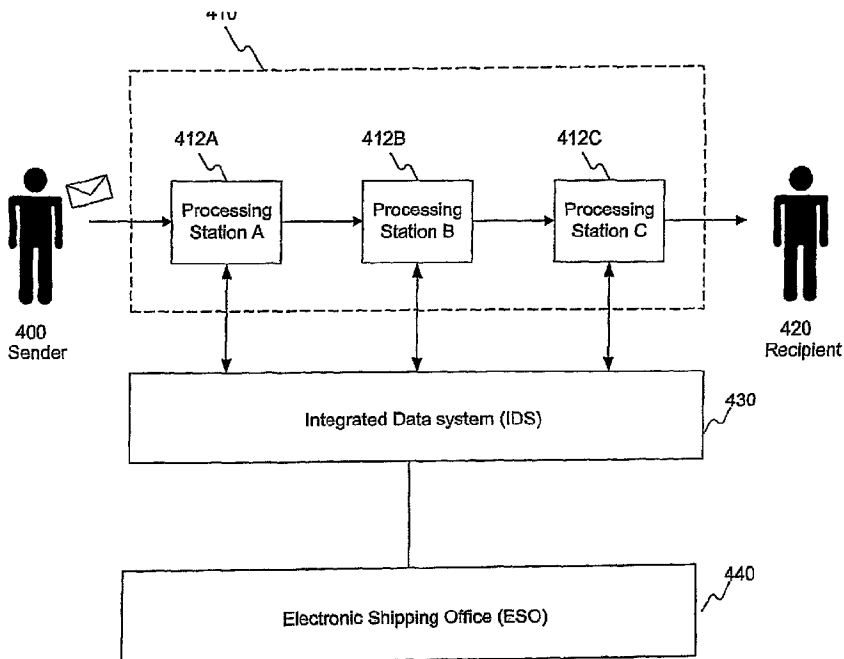 410
412A
412B
412C
Processing
Station A
Processing
Station B
Processing
Station C
400
Sender
420
Recipient
Integrated Data system (IDS)
430
Electronic Shipping Office (ESO)
440